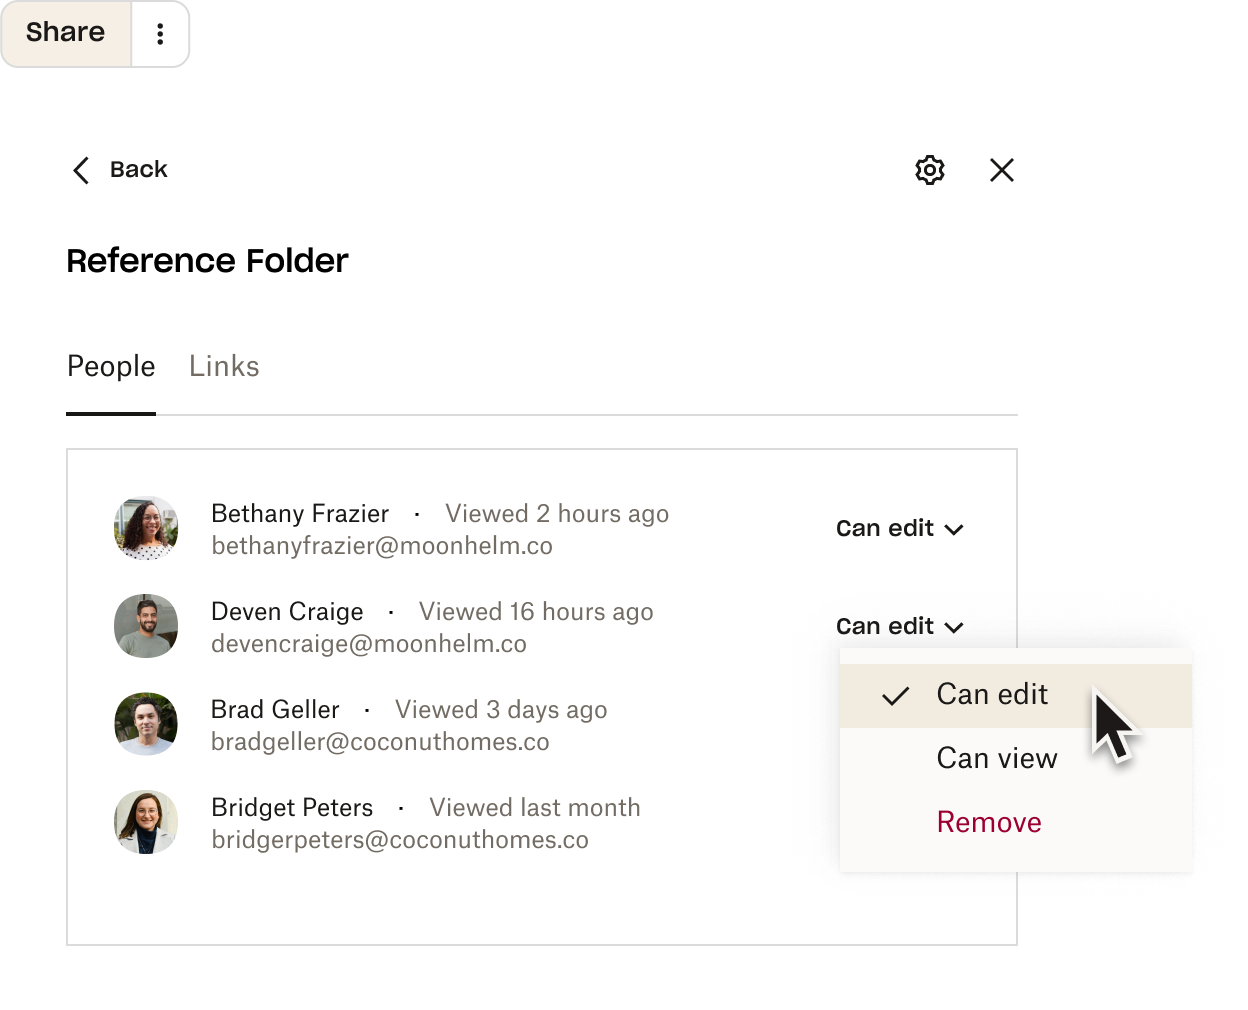 Share
Back
Reference Folder
People Links
Bethany Frazier · Viewed 2 hours ago
bethanyfrazier@moonhelm.co
Can edit
Deven Craige · Viewed 16 hours ago
devencraige@moonhelm.co
Can edit
Can edit
Can view
Remove
Brad Geller · Viewed 3 days ago
bradgeller@coconuthomes.co
Bridget Peters · Viewed last month
bridgerpeters@coconuthomes.co